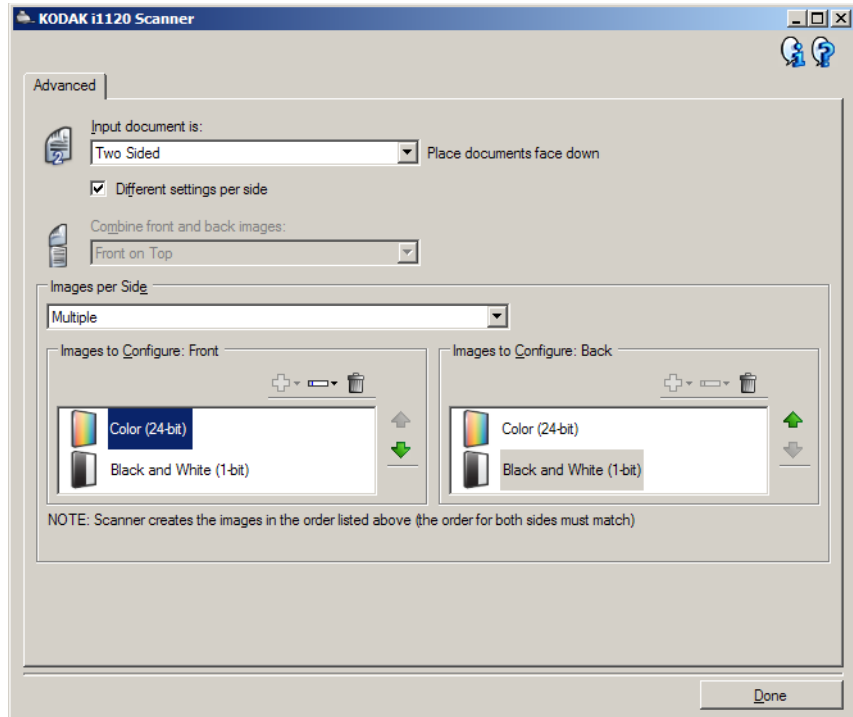 KODAK i1120 Scanner
Advanced
Input document is:
Two Sided
Place documents face down
Different settings per side
Combine front and back images:
Front on Top
Images per Side
Multiple
Images to Configure: Front
Images to Configure: Back
Color (24-bit)
Black and White (1-bit)
Color (24-bit)
Black and White (1-bit)
NOTE: Scanner creates the images in the order listed above (the order for both sides must match)
Done